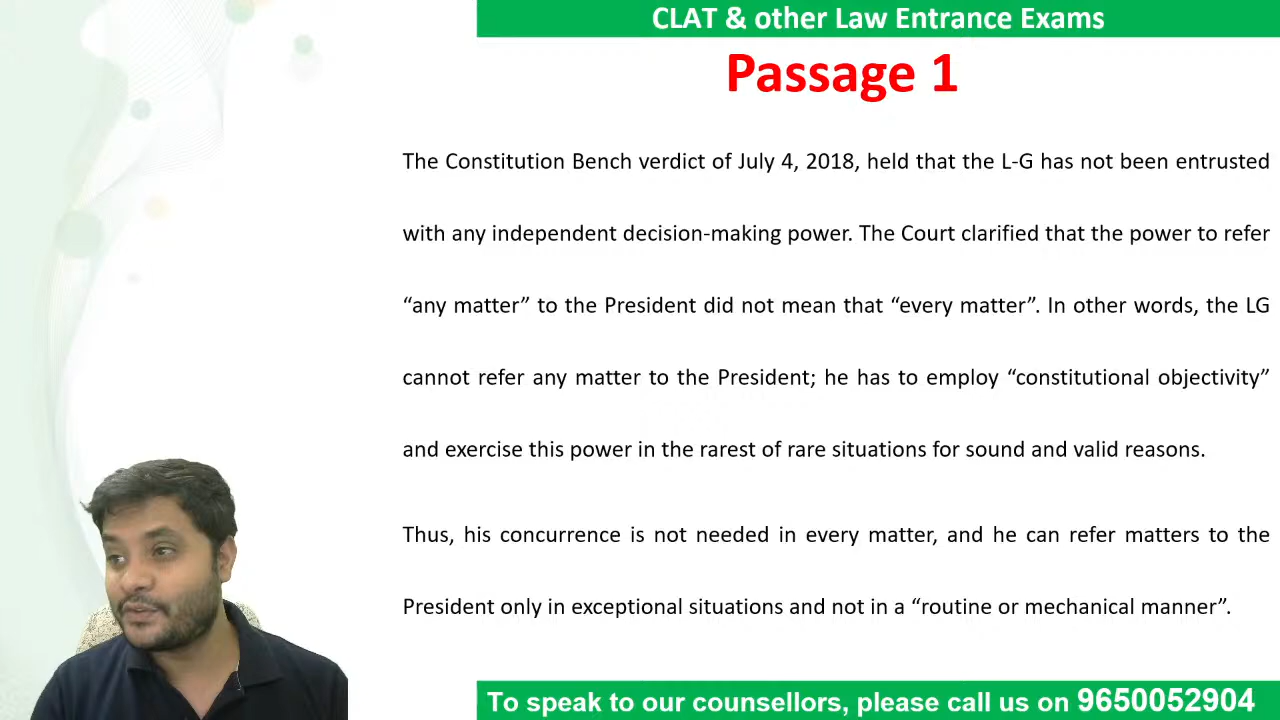 CLAT & other Law Entrance Exams
Passage 1
The Constitution Bench verdict of July 4, 2018, held that the L-G has not been entrusted
with any independent decision-making power. The Court clarified that the power to refer
“any matter” to the President did not mean that “every matter”. In other words, the LG
cannot refer any matter to the President; he has to employ “constitutional objectivity”
and exercise this power in the rarest of rare situations for sound and valid reasons.
Thus, his concurrence is not needed in every matter, and he can refer matters to the
President only in exceptional situations and not in a “routine or mechanical manner”.
To speak to our counsellors, please call us on 9650052904